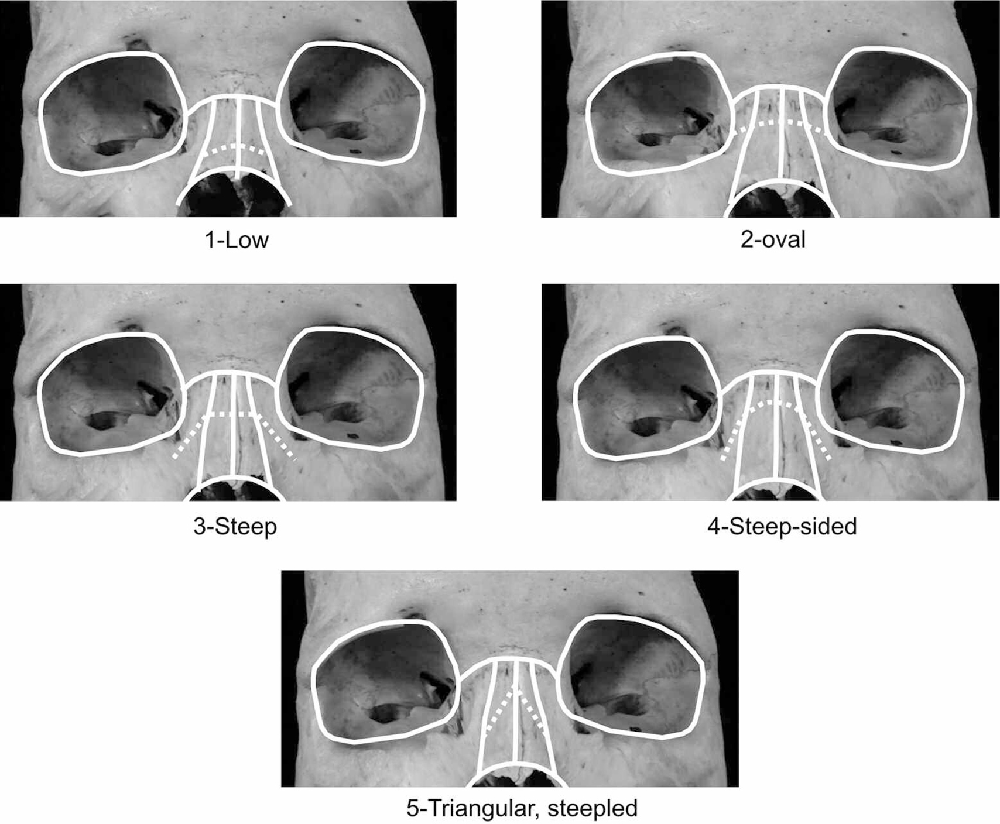 1-Low
2-oval
3-Steep
4-Steep-sided
5-Triangular, steepled